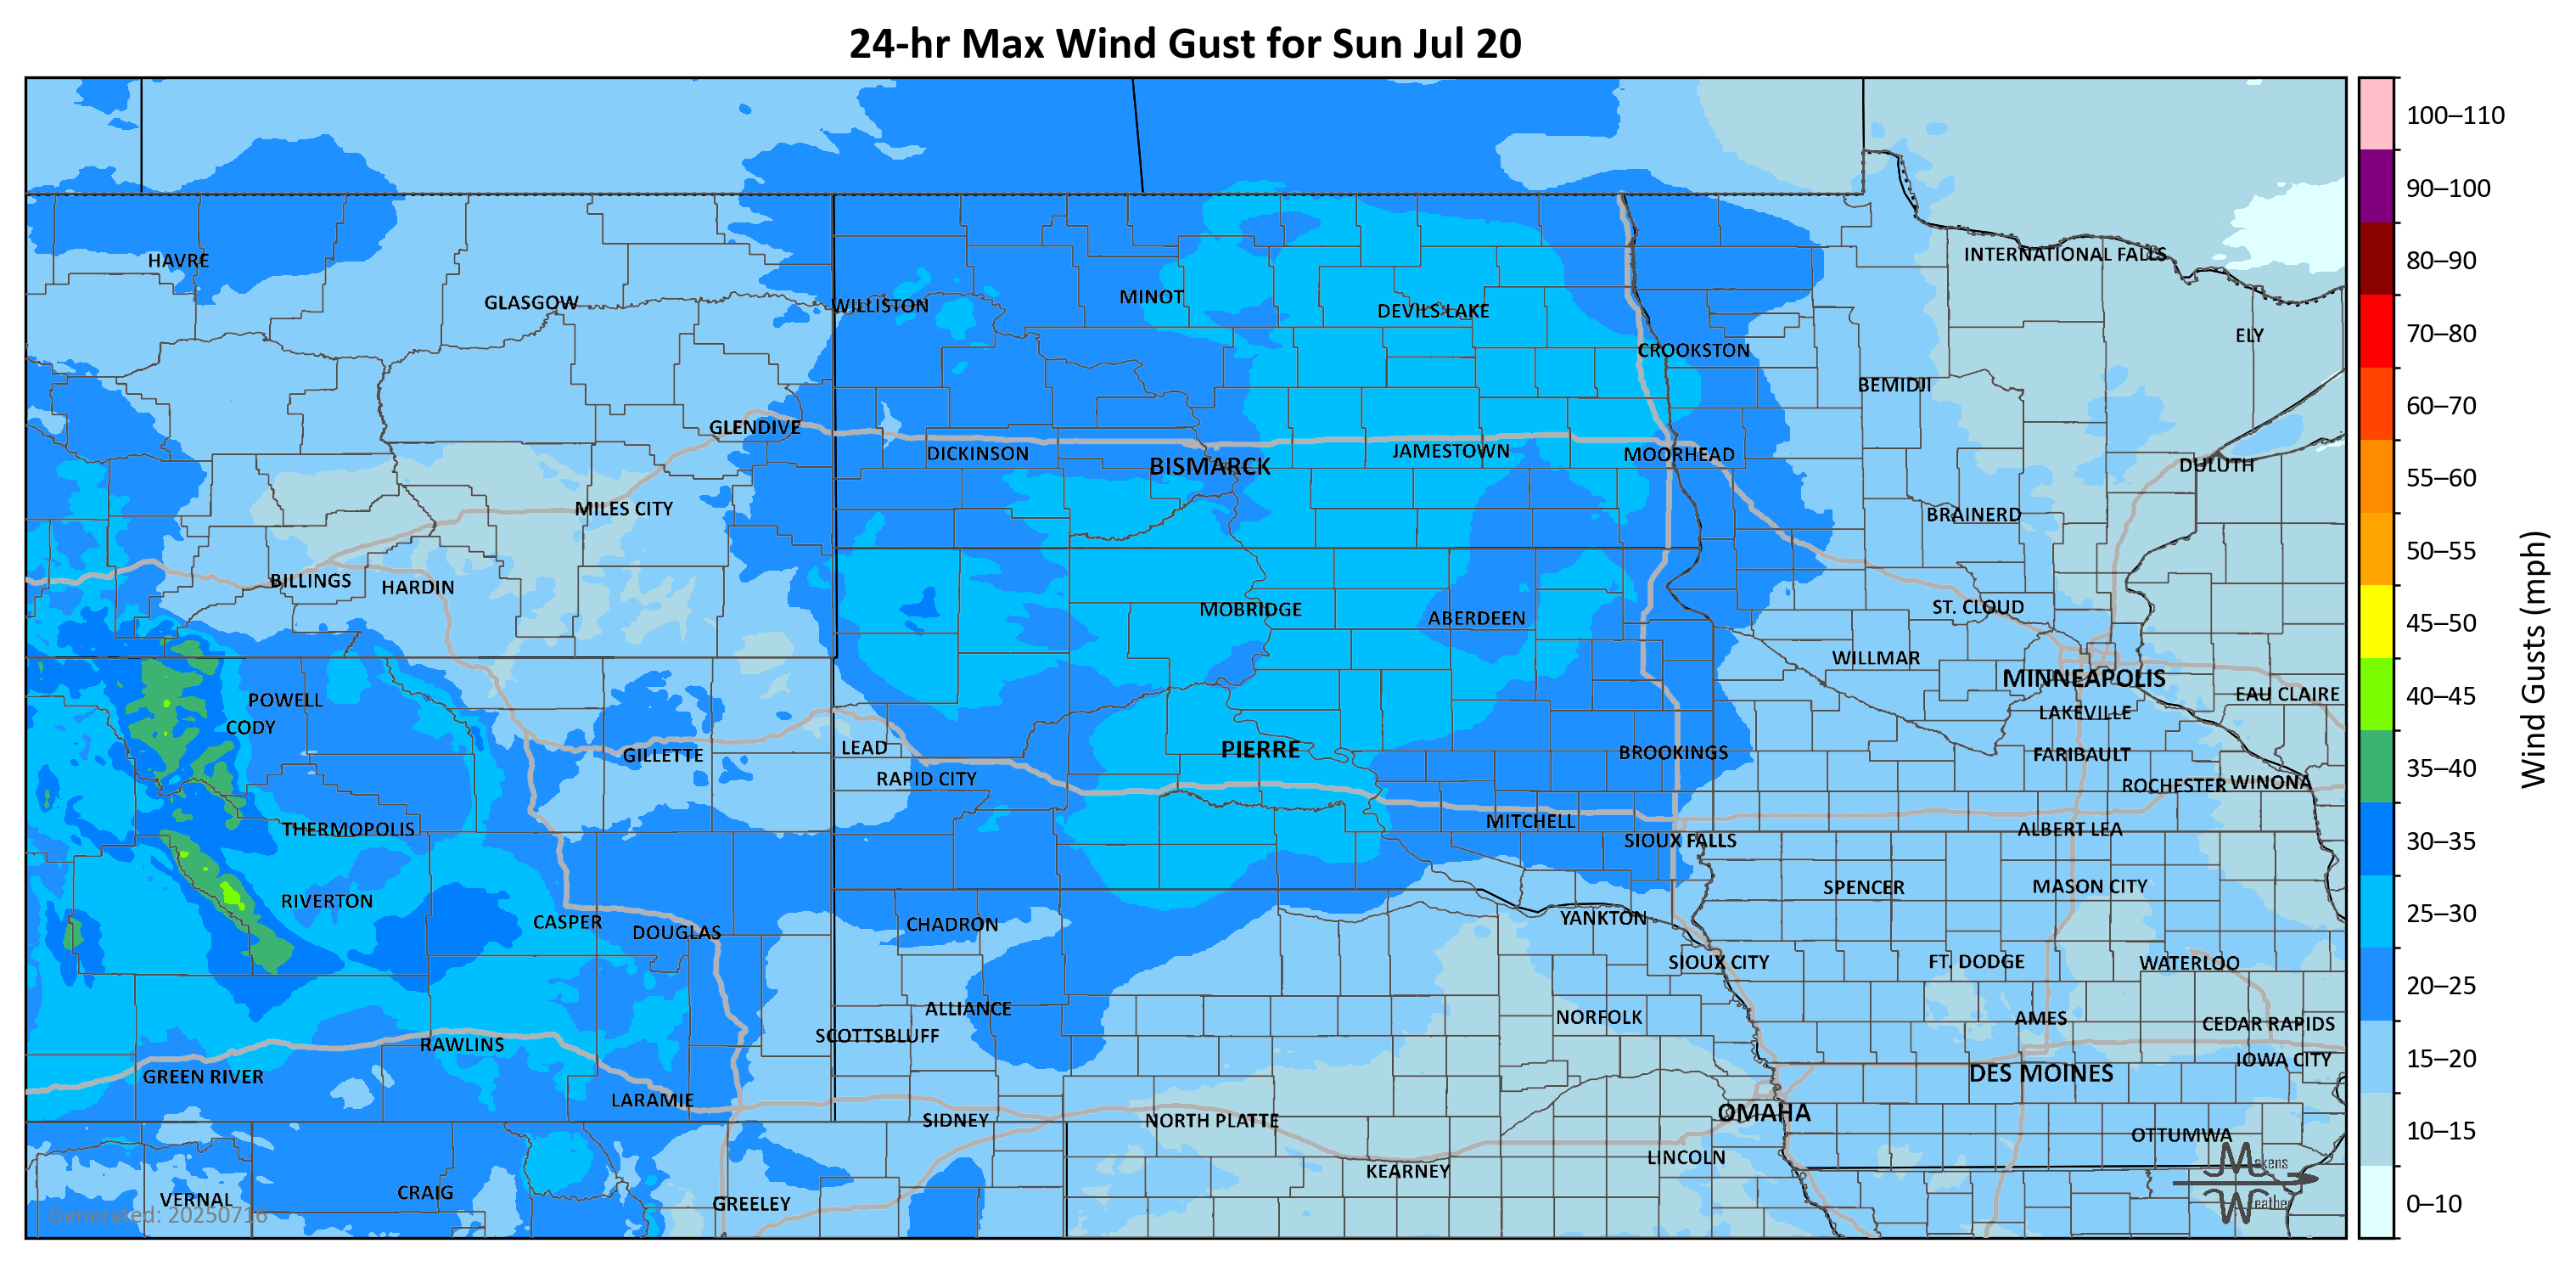 24-hr Max Wind Gust for Sun Jul 20
100–110
90–100
80–90
70–80
60–70
55–60
50–55
45–50
40–45
35–40
30–35
25–30
20–25
15–20
10–15
0–10
Wind Gusts (mph)
HAVRE
GLASGOW
WILLISTON
MINOT
DEVILS LAKE
INTERNATIONAL FALLS
ELY
CROOKSTON
BEMIDJI
GLENDIVE
DICKINSON
BISMARCK
JAMESTOWN
MOORHEAD
DULUTH
MILES CITY
BRAINERD
BILLINGS
HARDIN
MOBRIDGE
ABERDEEN
ST. CLOUD
WILLMAR
MINNEAPOLIS
EAU CLAIRE
POWELL
CODY
LAKEVILLE
GILLETTE
LEAD
PIERRE
BROOKINGS
FARIBAULT
RAPID CITY
ROCHESTER
WINONA
THERMOPOLIS
MITCHELL
SIOUX FALLS
ALBERT LEA
RIVERTON
SPENCER
MASON CITY
CASPER
DOUGLAS
CHADRON
YANKTON
SIOUX CITY
FT. DODGE
WATERLOO
ALLIANCE
NORFOLK
AMES
CEDAR RAPIDS
SCOTTSBLUFF
RAWLINS
IOWA CITY
GREEN RIVER
DES MOINES
LARAMIE
SIDNEY
NORTH PLATTE
OMAHA
OTTUMWA
LINCOLN
KEARNEY
VERNAL
CRAIG
GREELEY
Generated: 20250716
Makens
Weather